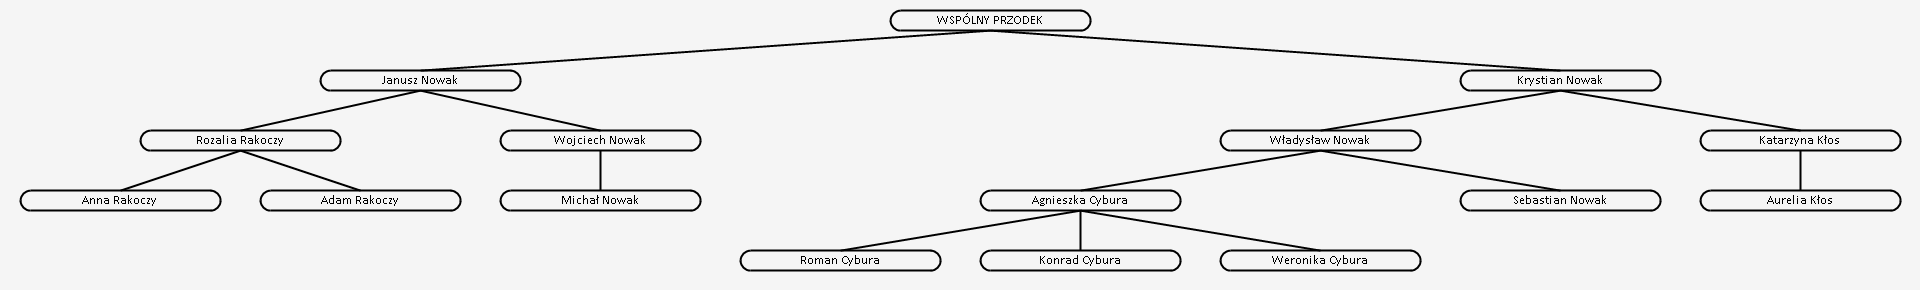 WSPÓLNY PRZODEK
Janusz Nowak
Krystian Nowak
Rozalia Rakoczy
Wojciech Nowak
Władysław Nowak
Katarzyna Kłos
Anna Rakoczy
Adam Rakoczy
Michał Nowak
Agnieszka Cybura
Sebastian Nowak
Aurelia Kłos
Roman Cybura
Konrad Cybura
Weronika Cybura